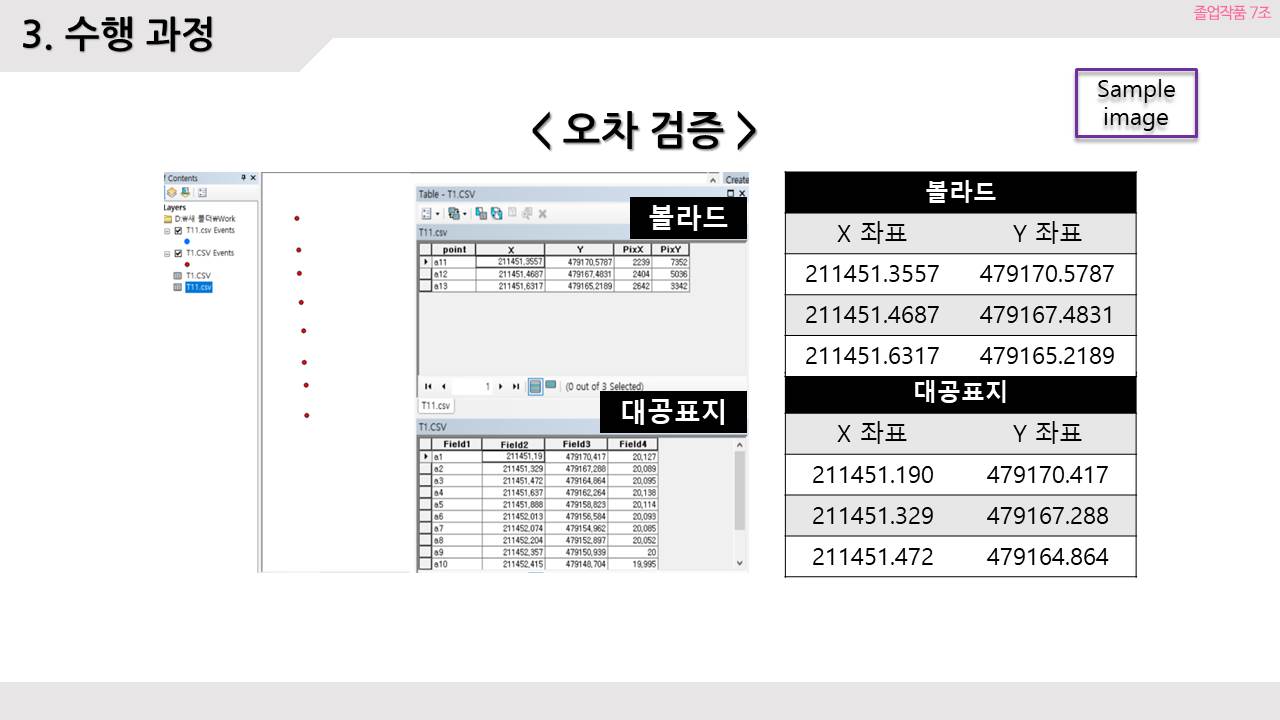 졸업작품 7조
3. 수행 과정
Sample
image
< 오차 검증 >
Contents
Layers
D:₩새 폴더₩Work
T11.csv Events
T1.CSV Events
T1.CSV
T11.csv
Create
Table - T1.CSV
볼라드
T11.csv
point X Y PixX PixY
a11 211451,3557 479170,5787 2239 7352
a12 211451,4687 479167,4831 2404 5036
a13 211451,6317 479165,2189 2642 3342
1 (0 out of 3 Selected)
T11.csv
대공표지
T1.CSV
Field1 Field2 Field3 Field4
a1 211451,19 479170,417 20,127
a2 211451,329 479167,288 20,089
a3 211451,472 479164,864 20,095
a4 211451,637 479162,264 20,138
a5 211451,888 479158,823 20,114
a6 211452,013 479156,584 20,093
a7 211452,074 479154,962 20,085
a8 211452,204 479152,897 20,052
a9 211452,357 479150,939 20
a10 211452,415 479148,704 19,995
볼라드
X 좌표 Y 좌표
211451.3557 479170.5787
211451.4687 479167.4831
211451.6317 479165.2189
대공표지
X 좌표 Y 좌표
211451.190 479170.417
211451.329 479167.288
211451.472 479164.864